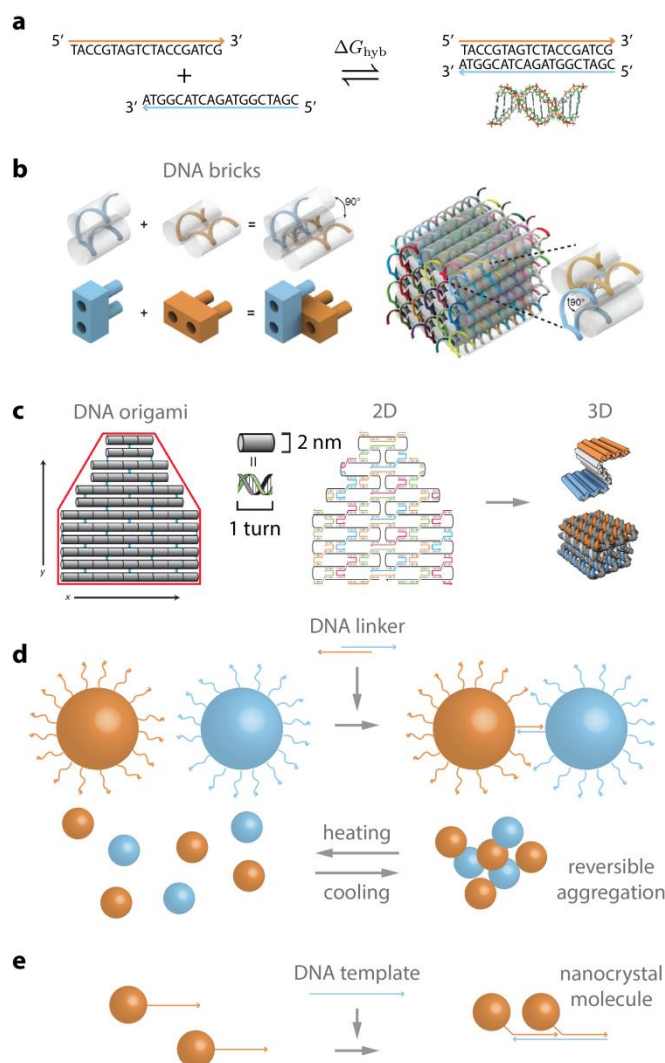 a
5′ 3′
TACCGTAGTCTACCGATCG
+
3′ ATGGCATCAGATGGCTAGC 5′
ΔGhyb
5′ 3′
TACCGTAGTCTACCGATCG
ATGGCATCAGATGGCTAGC
3′ 5′
b
DNA bricks
+ = 90°
+ =
90°
c
DNA origami
2D
3D
2 nm
=
1 turn
y
x
DNA linker
d
heating
cooling
reversible
aggregation
e
DNA template
nanocrystal
molecule